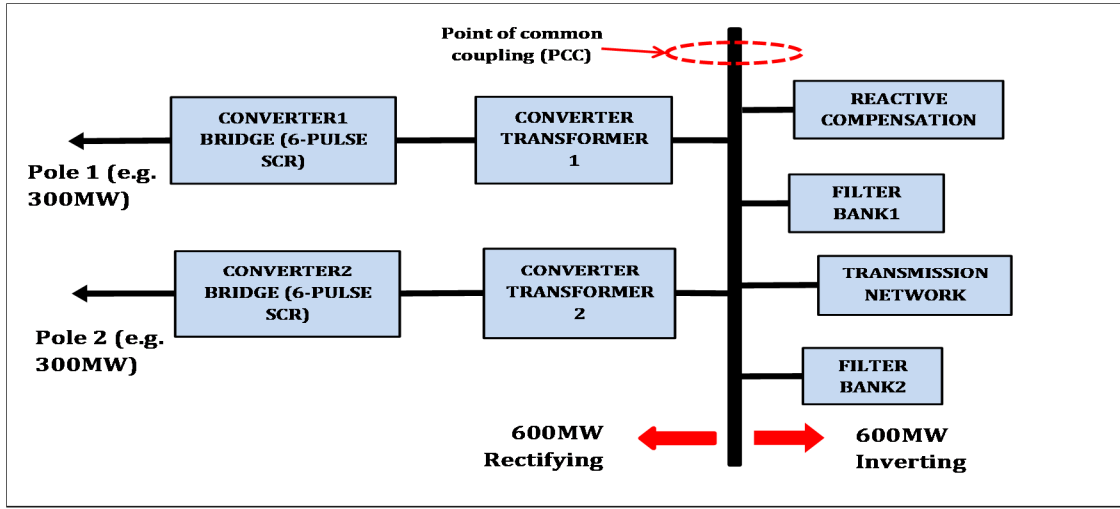 Point of common
coupling (PCC)
CONVERTER1
BRIDGE (6-PULSE
SCR)
CONVERTER
TRANSFORMER
1
REACTIVE
COMPENSATION
Pole 1 (e.g.
300MW)
FILTER
BANK1
CONVERTER2
BRIDGE (6-PULSE
SCR)
CONVERTER
TRANSFORMER
2
TRANSMISSION
NETWORK
Pole 2 (e.g.
300MW)
FILTER
BANK2
600MW
Rectifying
600MW
Inverting